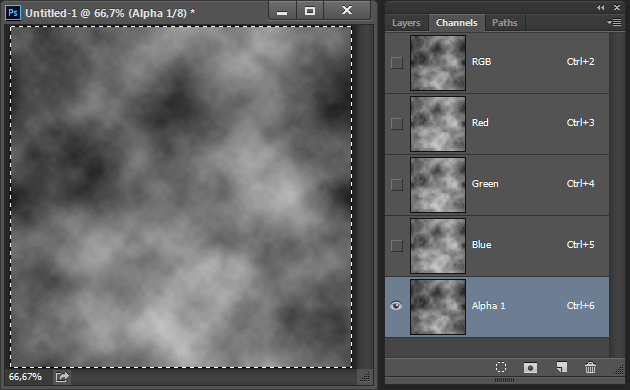 Ps Untitled-1 @ 66,7% (Alpha 1/8) *
66,67%
Layers Channels Paths
RGB Ctrl+2
Red Ctrl+3
Green Ctrl+4
Blue Ctrl+5
Alpha 1 Ctrl+6